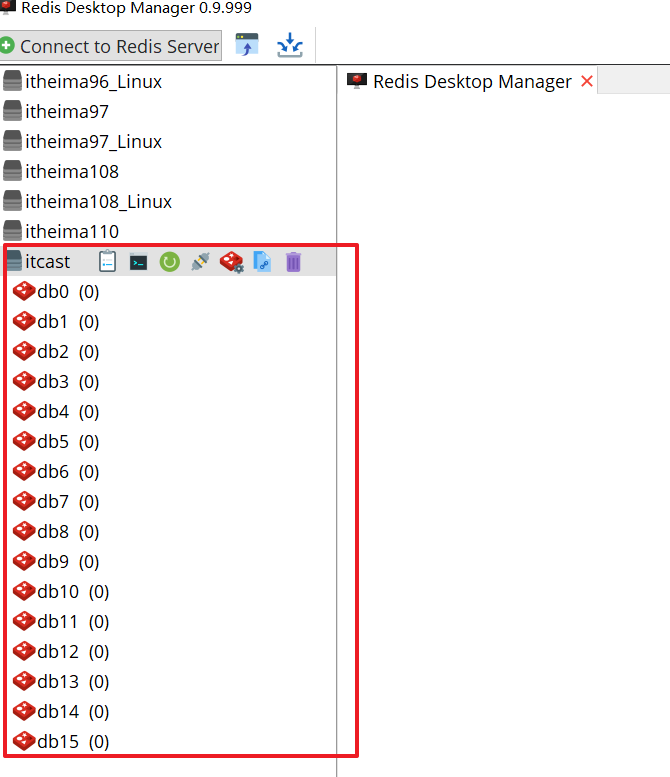 Redis Desktop Manager 0.9.999
Connect to Redis Server
itheima96_Linux
itheima97
itheima97_Linux
itheima108
itheima108_Linux
itheima110
itcast
db0 (0)
db1 (0)
db2 (0)
db3 (0)
db4 (0)
db5 (0)
db6 (0)
db7 (0)
db8 (0)
db9 (0)
db10 (0)
db11 (0)
db12 (0)
db13 (0)
db14 (0)
db15 (0)
Redis Desktop Manager